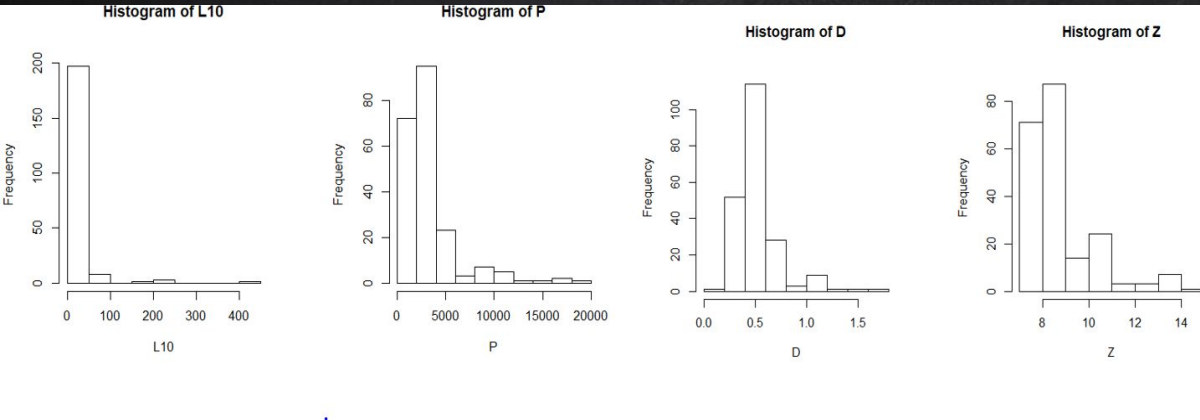 Histogram of L10
Frequency
200
150
100
50
0
0 100 200 300 400
L10
Histogram of P
Frequency
80
60
40
20
0
0 5000 10000 15000 20000
P
Histogram of D
Frequency
100
80
60
40
20
0
0.0 0.5 1.0 1.5
D
Histogram of Z
Frequency
80
60
40
20
0
8 10 12 14
Z